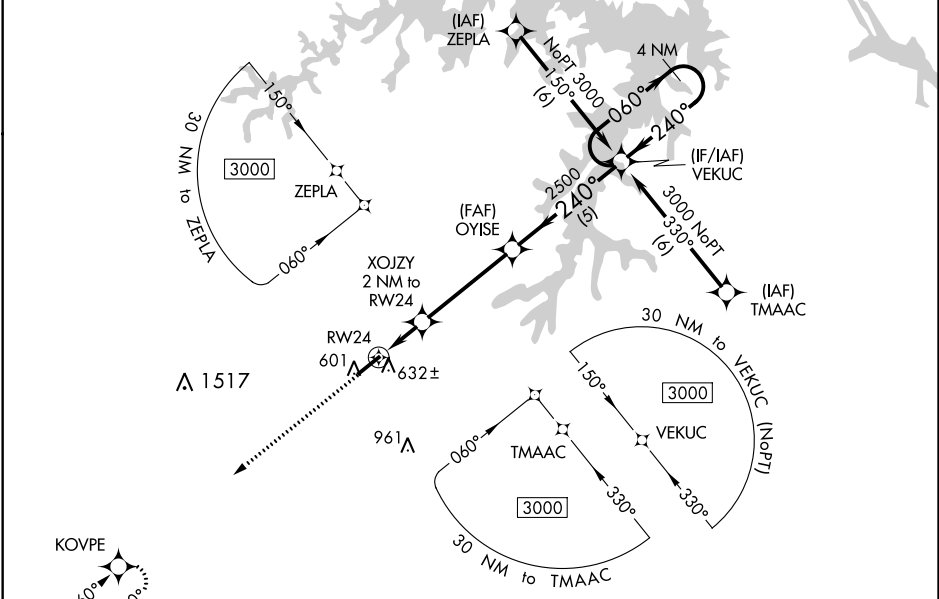 (IAF)
ZEPLA
NoPT 3000
150°
(6)
4 NM
060°
240°
(IF/IAF)
VEKUC
2500
240°
(5)
3000 NoPT
330°
(6)
(IAF)
TMAAC
(FAF)
OYISE
XOJZY
2 NM to
RW24
RW24
601
632±
1517
961
150°
30 NM to ZEPLA
3000
ZEPLA
060°
30 NM to VEKUC (NoPT)
150°
3000
VEKUC
330°
060°
TMAAC
330°
3000
30 NM to TMAAC
KOVPE